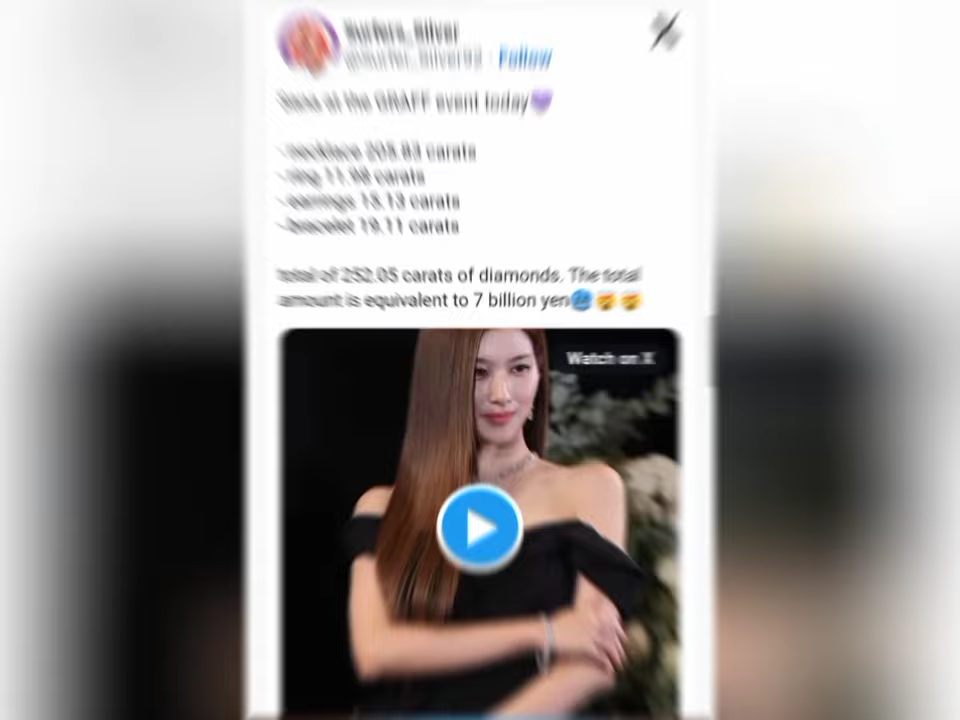 Follow
at the GRAFF event today💜
-necklace 205.83 carats
-ring 11.98 carats
-earrings 15.13 carats
-bracelet 19.11 carats
total of 252.05 carats of diamonds. The total
amount is equivalent to 7 billion yen
Watch on X